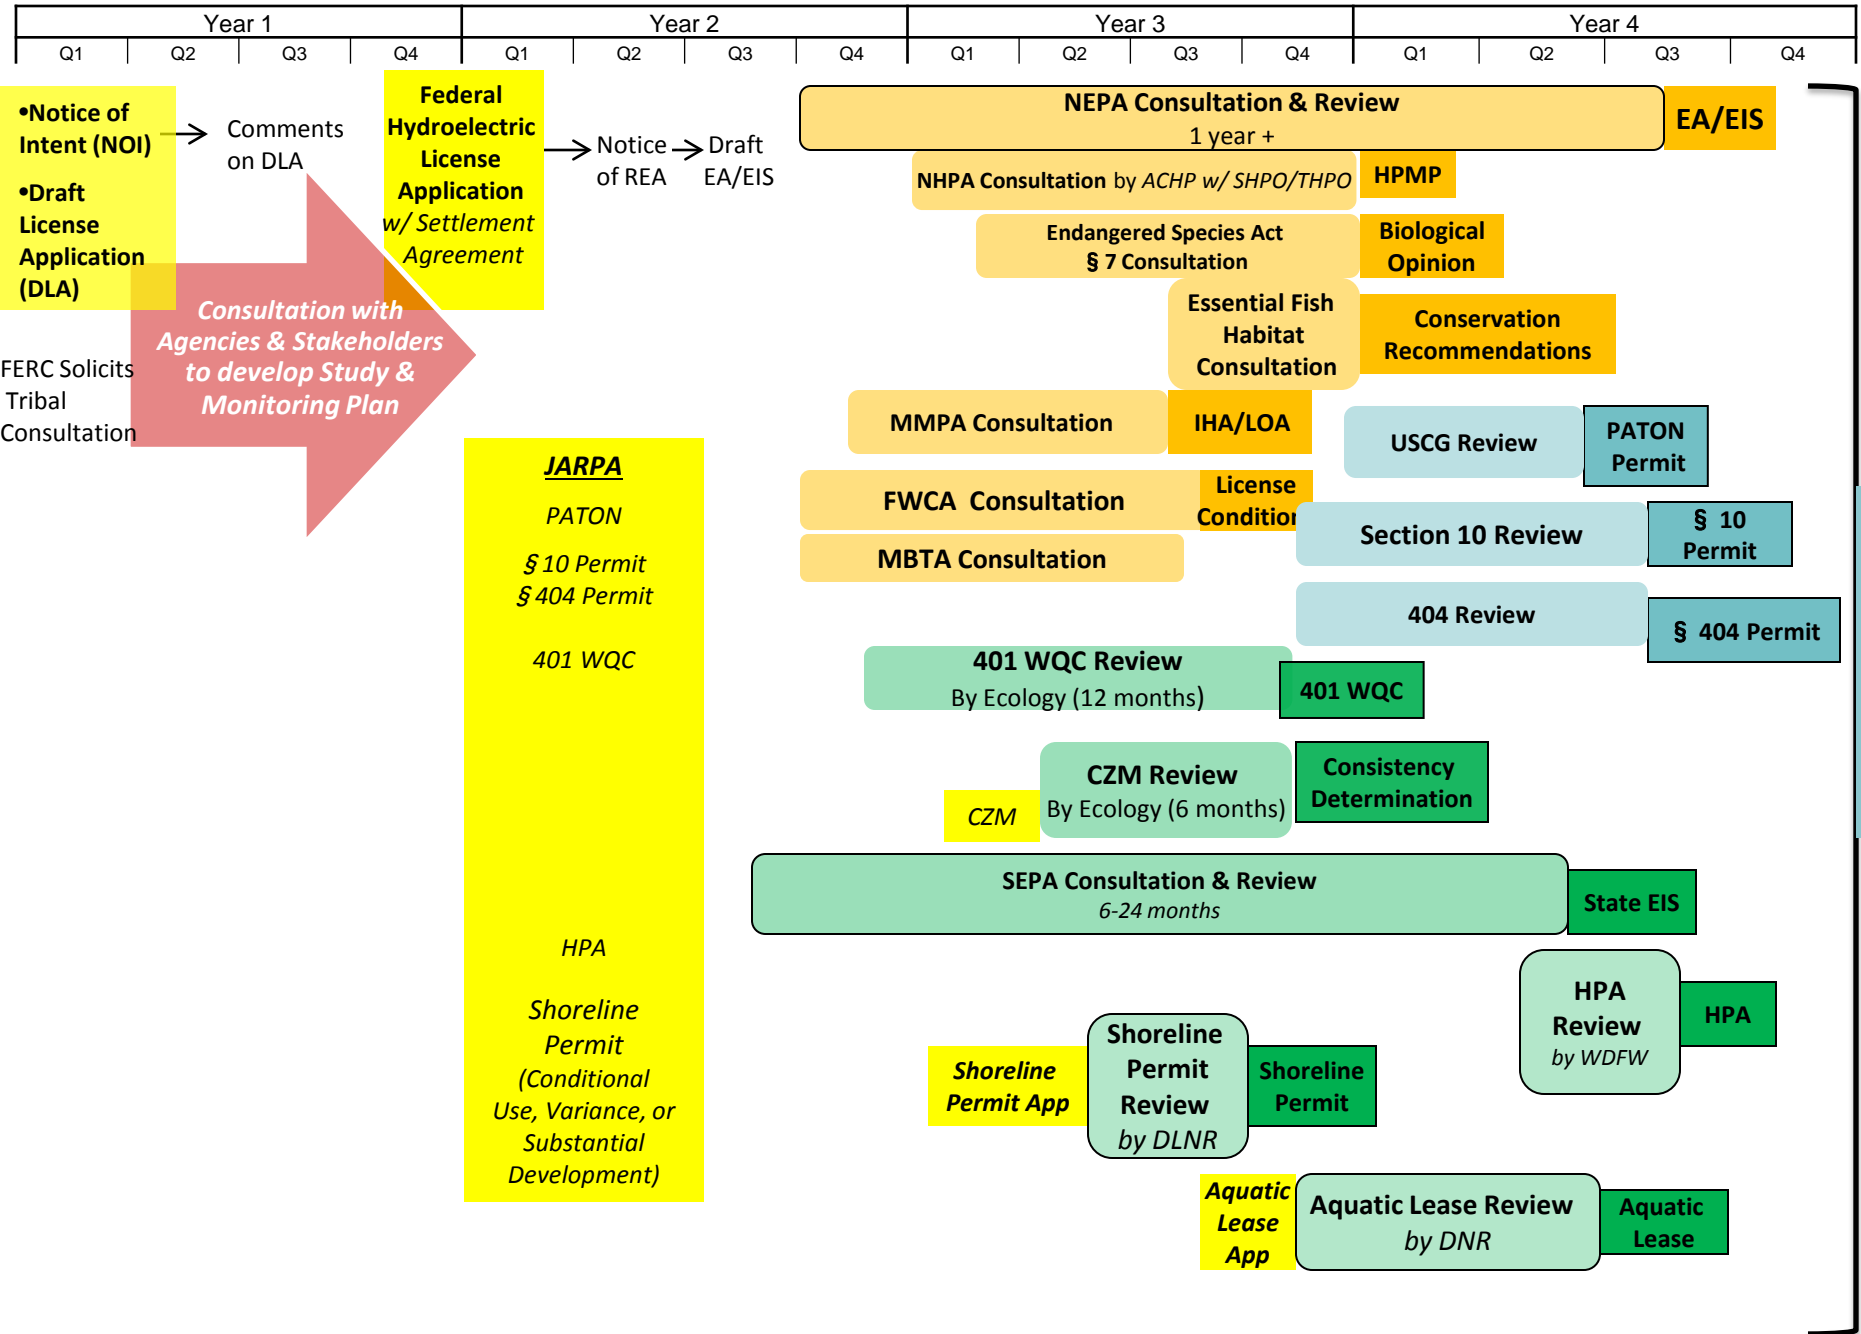 Year 1
Year 2
Year 3
Year 4
Q1
Q2
Q3
Q4
Q1
Q2
Q3
Q4
Q1
Q2
Q3
Q4
Q1
Q2
Q3
Q4
•Notice of
Intent (NOI)
•Draft
License
Application
(DLA)
Comments
on DLA
Federal
Hydroelectric
License
Application
w/ Settlement
Agreement
Notice
of REA
Draft
EA/EIS
FERC Solicits
Tribal
Consultation
Consultation with
Agencies & Stakeholders
to develop Study &
Monitoring Plan
NEPA Consultation & Review
1 year +
EA/EIS
NHPA Consultation by ACHP w/ SHPO/THPO
HPMP
Endangered Species Act
§ 7 Consultation
Biological
Opinion
Essential Fish
Habitat
Consultation
Conservation
Recommendations
MMPA Consultation
IHA/LOA
USCG Review
PATON
Permit
FWCA Consultation
License
Condition
Section 10 Review
§ 10
Permit
MBTA Consultation
404 Review
§ 404 Permit
JARPA
PATON
§ 10 Permit
§ 404 Permit
401 WQC
HPA
Shoreline
Permit
(Conditional
Use, Variance, or
Substantial
Development)
401 WQC Review
By Ecology (12 months)
401 WQC
CZM
CZM Review
By Ecology (6 months)
Consistency
Determination
SEPA Consultation & Review
6-24 months
State EIS
HPA
Review
by WDFW
HPA
Shoreline
Permit App
Shoreline
Permit
Review
by DLNR
Shoreline
Permit
Aquatic
Lease
App
Aquatic Lease Review
by DNR
Aquatic
Lease